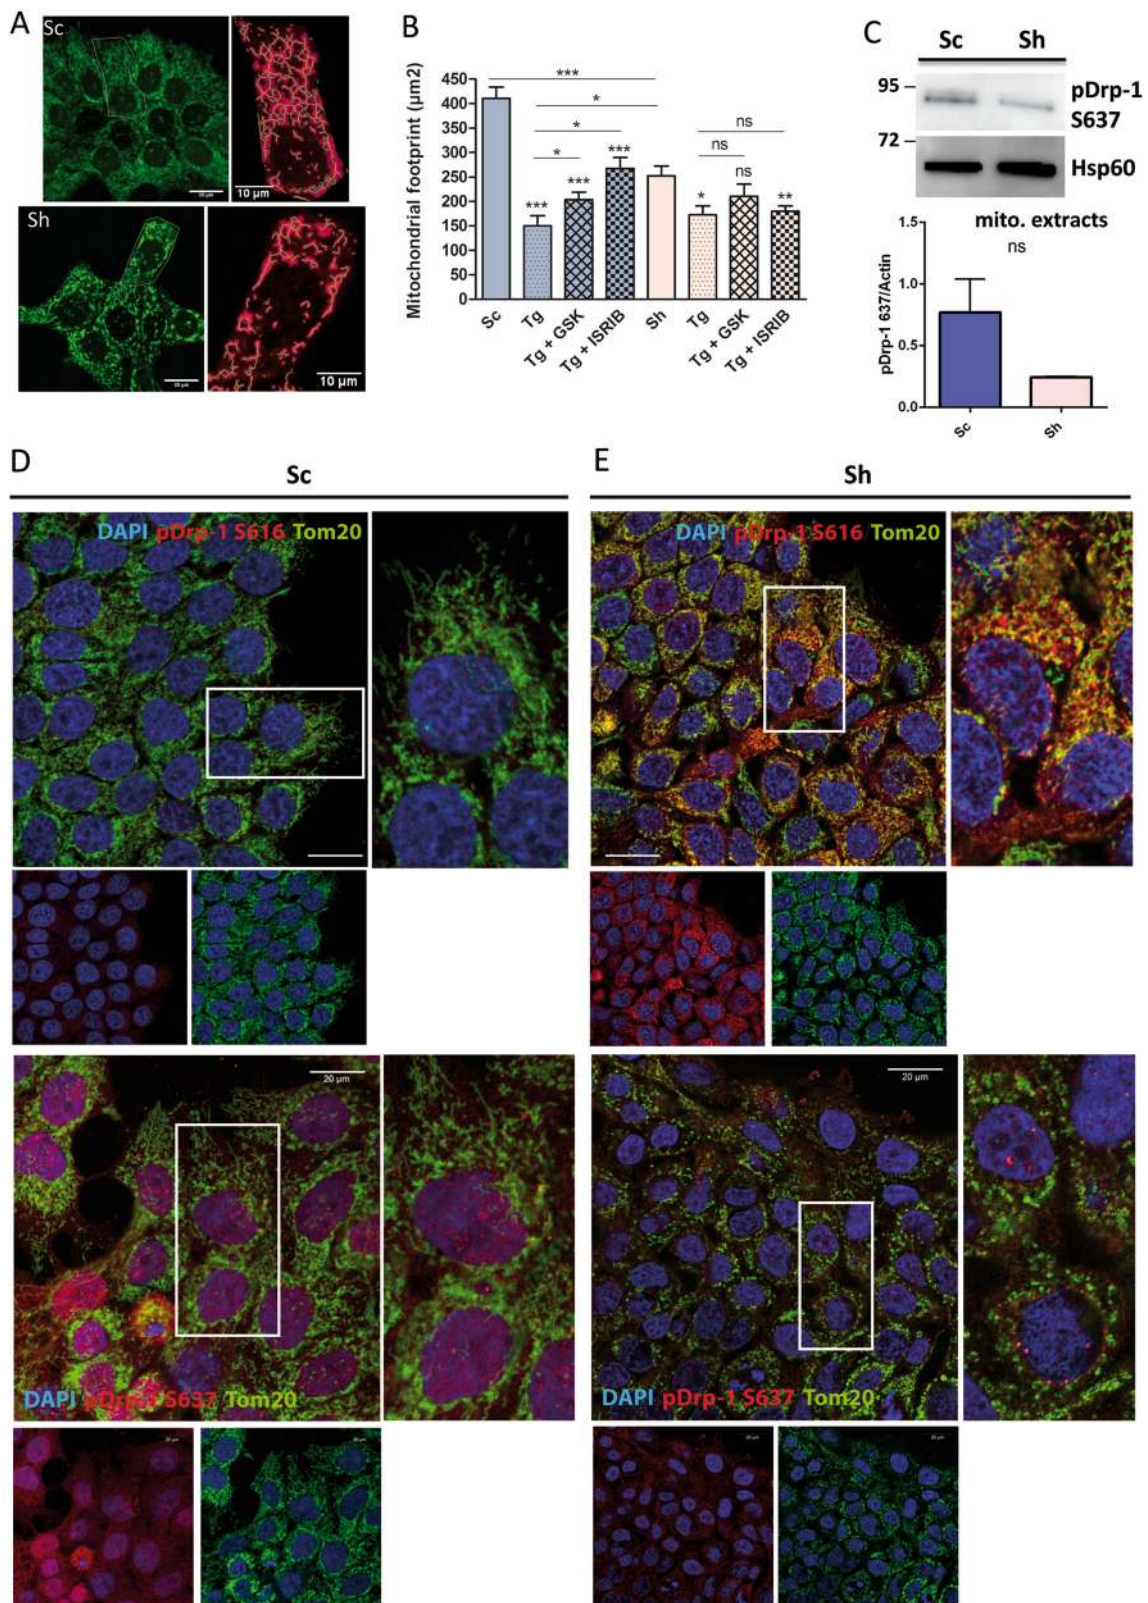 A
Sc
20 µm
10 µm
Sh
20 µm
10 µm
B
Mitochondrial footprint (µm2)
450
400
350
300
250
200
150
100
50
0
***
*
*
*
***
***
***
ns
ns
*
ns
**
Sc
Tg
Tg + GSK
Tg + ISRIB
Sh
Tg
Tg + GSK
Tg + ISRIB
C
Sc Sh
95
72
pDrp-1
S637
Hsp60
mito. extracts
ns
pDrp-1 637/Actin
1.5
1.0
0.5
0.0
Sc
Sh
D
Sc
DAPI pDrp-1 S616 Tom20
20 µm
DAPI pDrp-1 S637 Tom20
E
Sh
DAPI pDrp-1 S616 Tom20
20 µm
DAPI pDrp-1 S637 Tom20